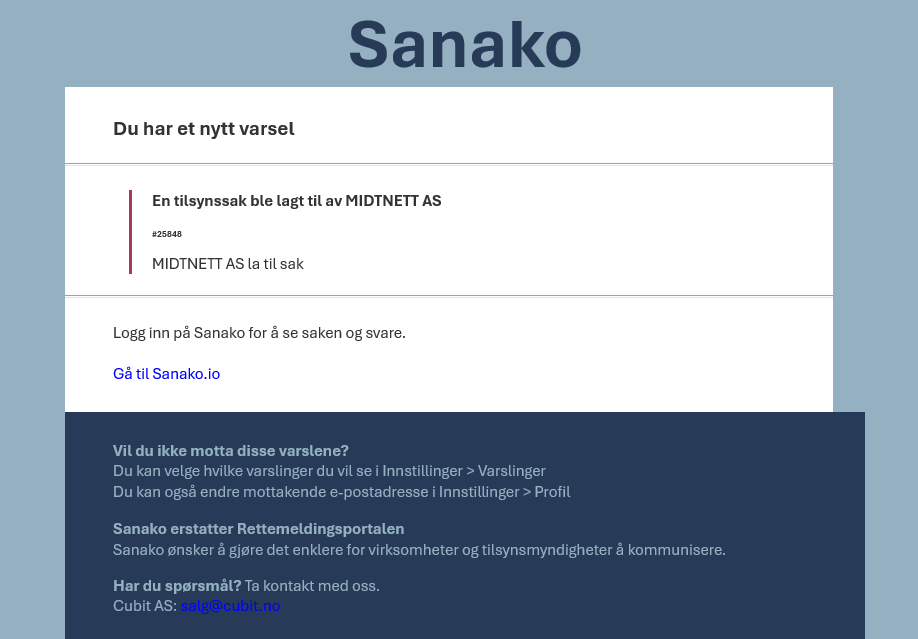 Sanako
Du har et nytt varsel
En tilsynssak ble lagt til av MIDTNETT AS
#25848
MIDTNETT AS la til sak
Logg inn på Sanako for å se saken og svare.
Gå til Sanako.io
Vil du ikke motta disse varslene?
Du kan velge hvilke varslinger du vil se i Innstillinger > Varslinger
Du kan også endre mottakende e-postadresse i Innstillinger > Profil
Sanako erstatter Rettemeldingsportalen
Sanako ønsker å gjøre det enklere for virksomheter og tilsynsmyndigheter å kommunisere.
Har du spørsmål? Ta kontakt med oss.
Cubit AS: salg@cubit.no